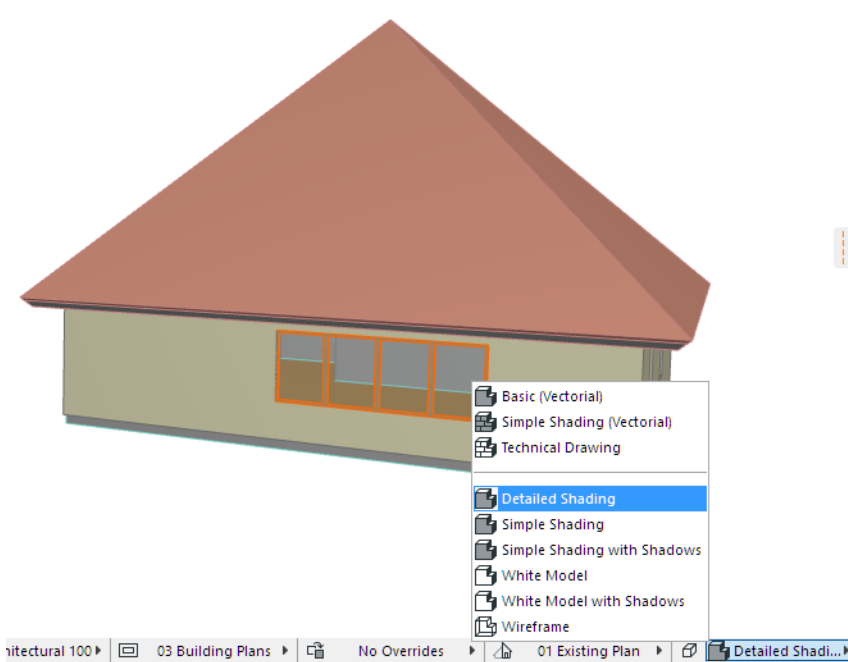 Basic (Vectorial)
Simple Shading (Vectorial)
Technical Drawing
Detailed Shading
Simple Shading
Simple Shading with Shadows
White Model
White Model with Shadows
Wireframe
hitectural 100 03 Building Plans No Overrides 01 Existing Plan Detailed Shadi...